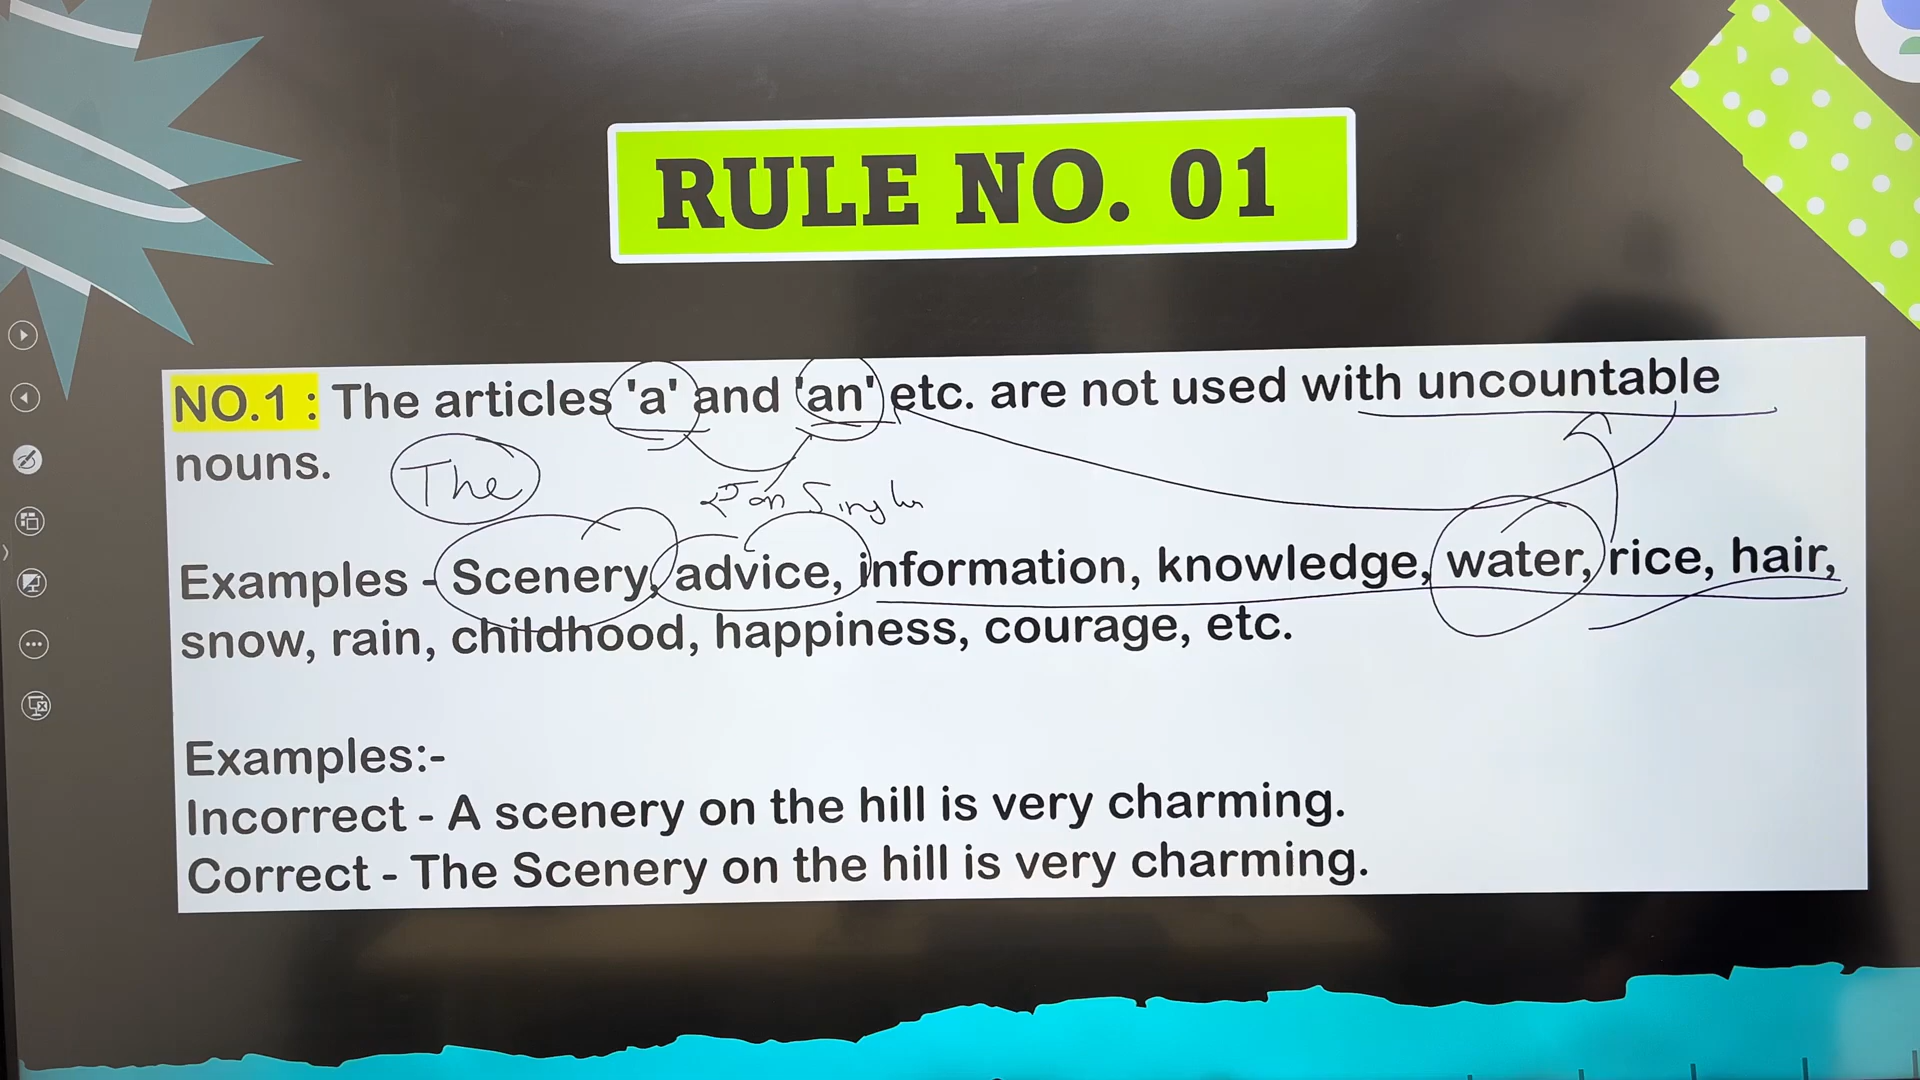 RULE NO. 01
NO.1 : The articles 'a' and 'an' etc. are not used with uncountable
nouns.
The
Examples - Scenery, advice, information, knowledge, water, rice, hair,
snow, rain, childhood, happiness, courage, etc.
Examples:-
Incorrect - A scenery on the hill is very charming.
Correct - The Scenery on the hill is very charming.